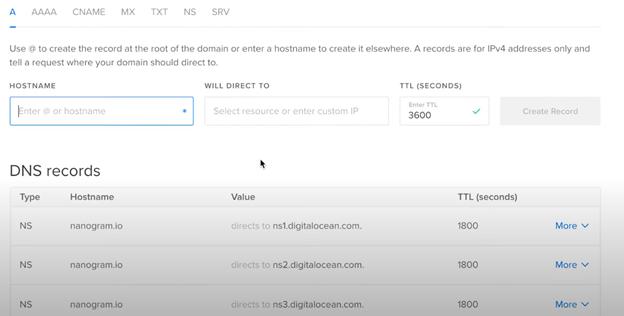 A AAAA CNAME MX TXT NS SRV
Use @ to create the record at the root of the domain or enter a hostname to create it elsewhere. A records are for IPv4 addresses only and
tell a request where your domain should direct to.
HOSTNAME WILL DIRECT TO TTL (SECONDS)
Enter @ or hostname * Select resource or enter custom IP Enter TTL 3600 Create Record
DNS records
Type Hostname Value TTL (seconds)
NS nanogram.io directs to ns1.digitalocean.com. 1800 More
NS nanogram.io directs to ns2.digitalocean.com. 1800 More
NS nanogram.io directs to ns3.digitalocean.com. 1800 More